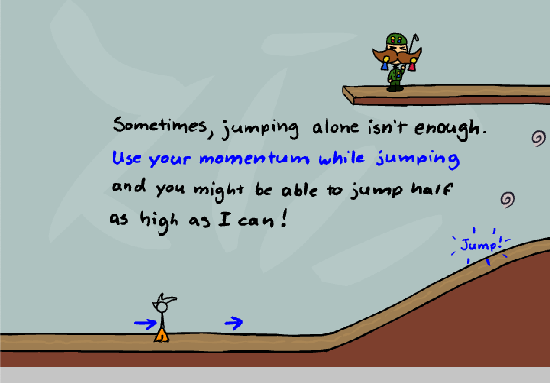 Sometimes, jumping alone isn't enough.
Use your momentum while jumping
and you might be able to jump half
as high as I can!
Jump!